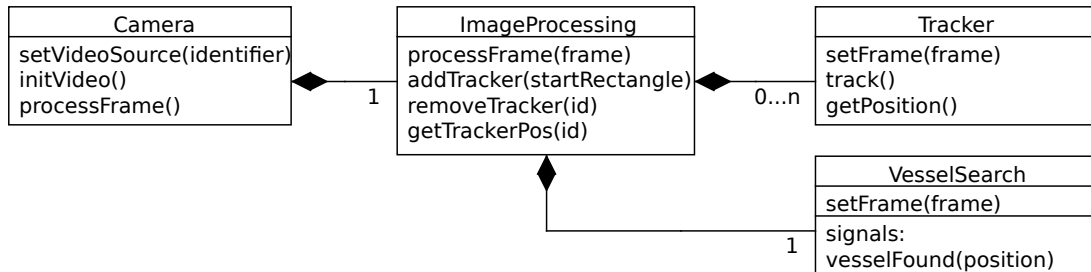 Camera
setVideoSource(identifier)
initVideo()
processFrame()
1
ImageProcessing
processFrame(frame)
addTracker(startRectangle)
removeTracker(id)
getTrackerPos(id)
0...n
Tracker
setFrame(frame)
track()
getPosition()
1
VesselSearch
setFrame(frame)
signals:
vesselFound(position)